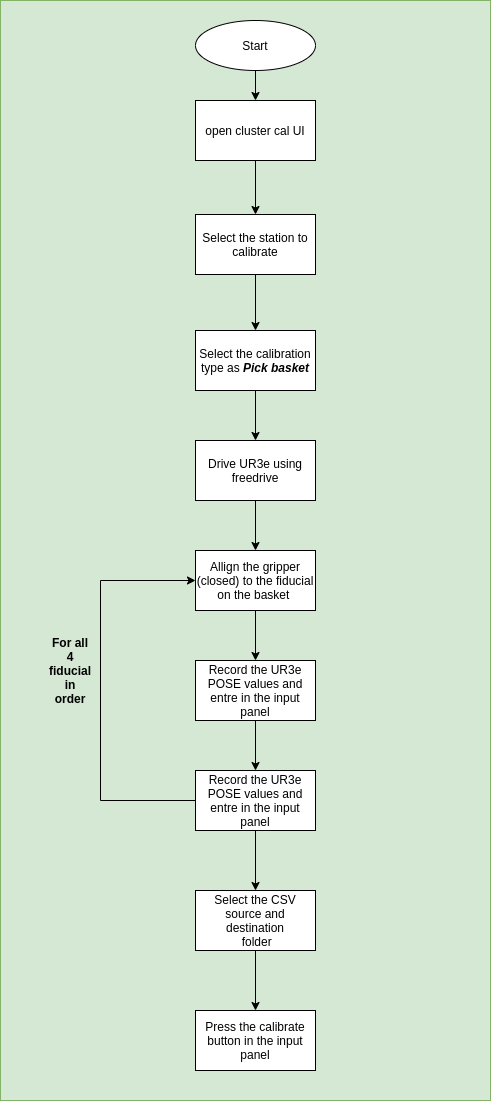 Start
open cluster cal UI
Select the station to
calibrate
Select the calibration
type as Pick basket
Drive UR3e using
freedrive
Allign the gripper
(closed) to the fiducial
on the basket
For all
4
fiducial
in
order
Record the UR3e
POSE values and
entre in the input
panel
Record the UR3e
POSE values and
entre in the input
panel
Select the CSV
source and
destination
folder
Press the calibrate
button in the input
panel